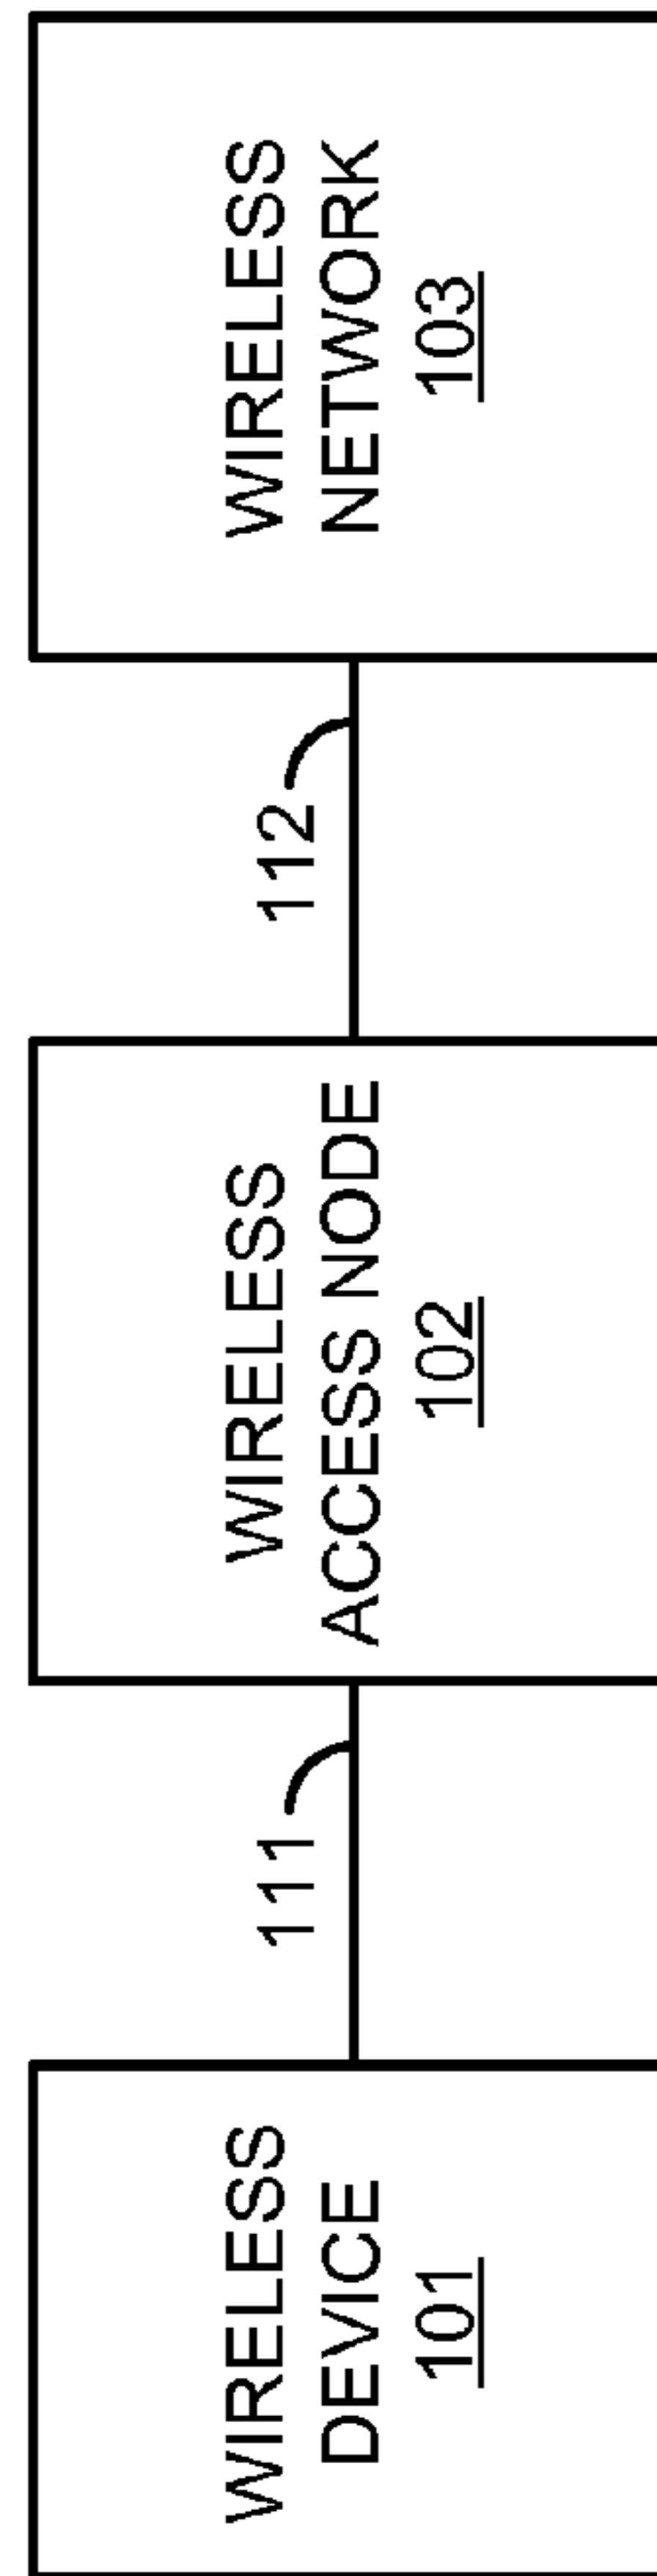 WIRELESS
DEVICE
101
111
WIRELESS
ACCESS NODE
102
112
WIRELESS
NETWORK
103